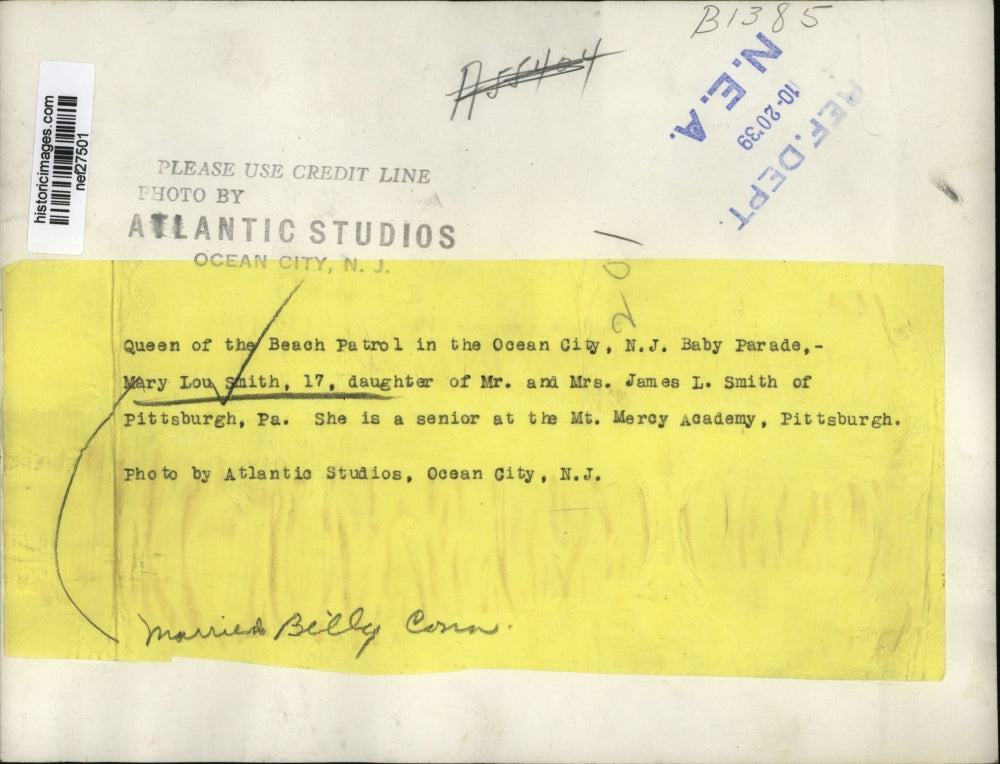 B1385
A55404
N.E.A.
10-20 39
REF. DEPT.
historicimages.com
nef27501
PLEASE USE CREDIT LINE
PHOTO BY
ATLANTIC STUDIOS
OCEAN CITY, N. J.
201
Queen of the Beach Patrol in the Ocean City, N.J. Baby Parade,-
Mary Lou Smith, 17, daughter of Mr. and Mrs. James L. Smith of
Pittsburgh, Pa. She is a senior at the Mt. Mercy Academy, Pittsburgh.
Photo by Atlantic Studios, Ocean City, N.J.
Married Billy Conn.